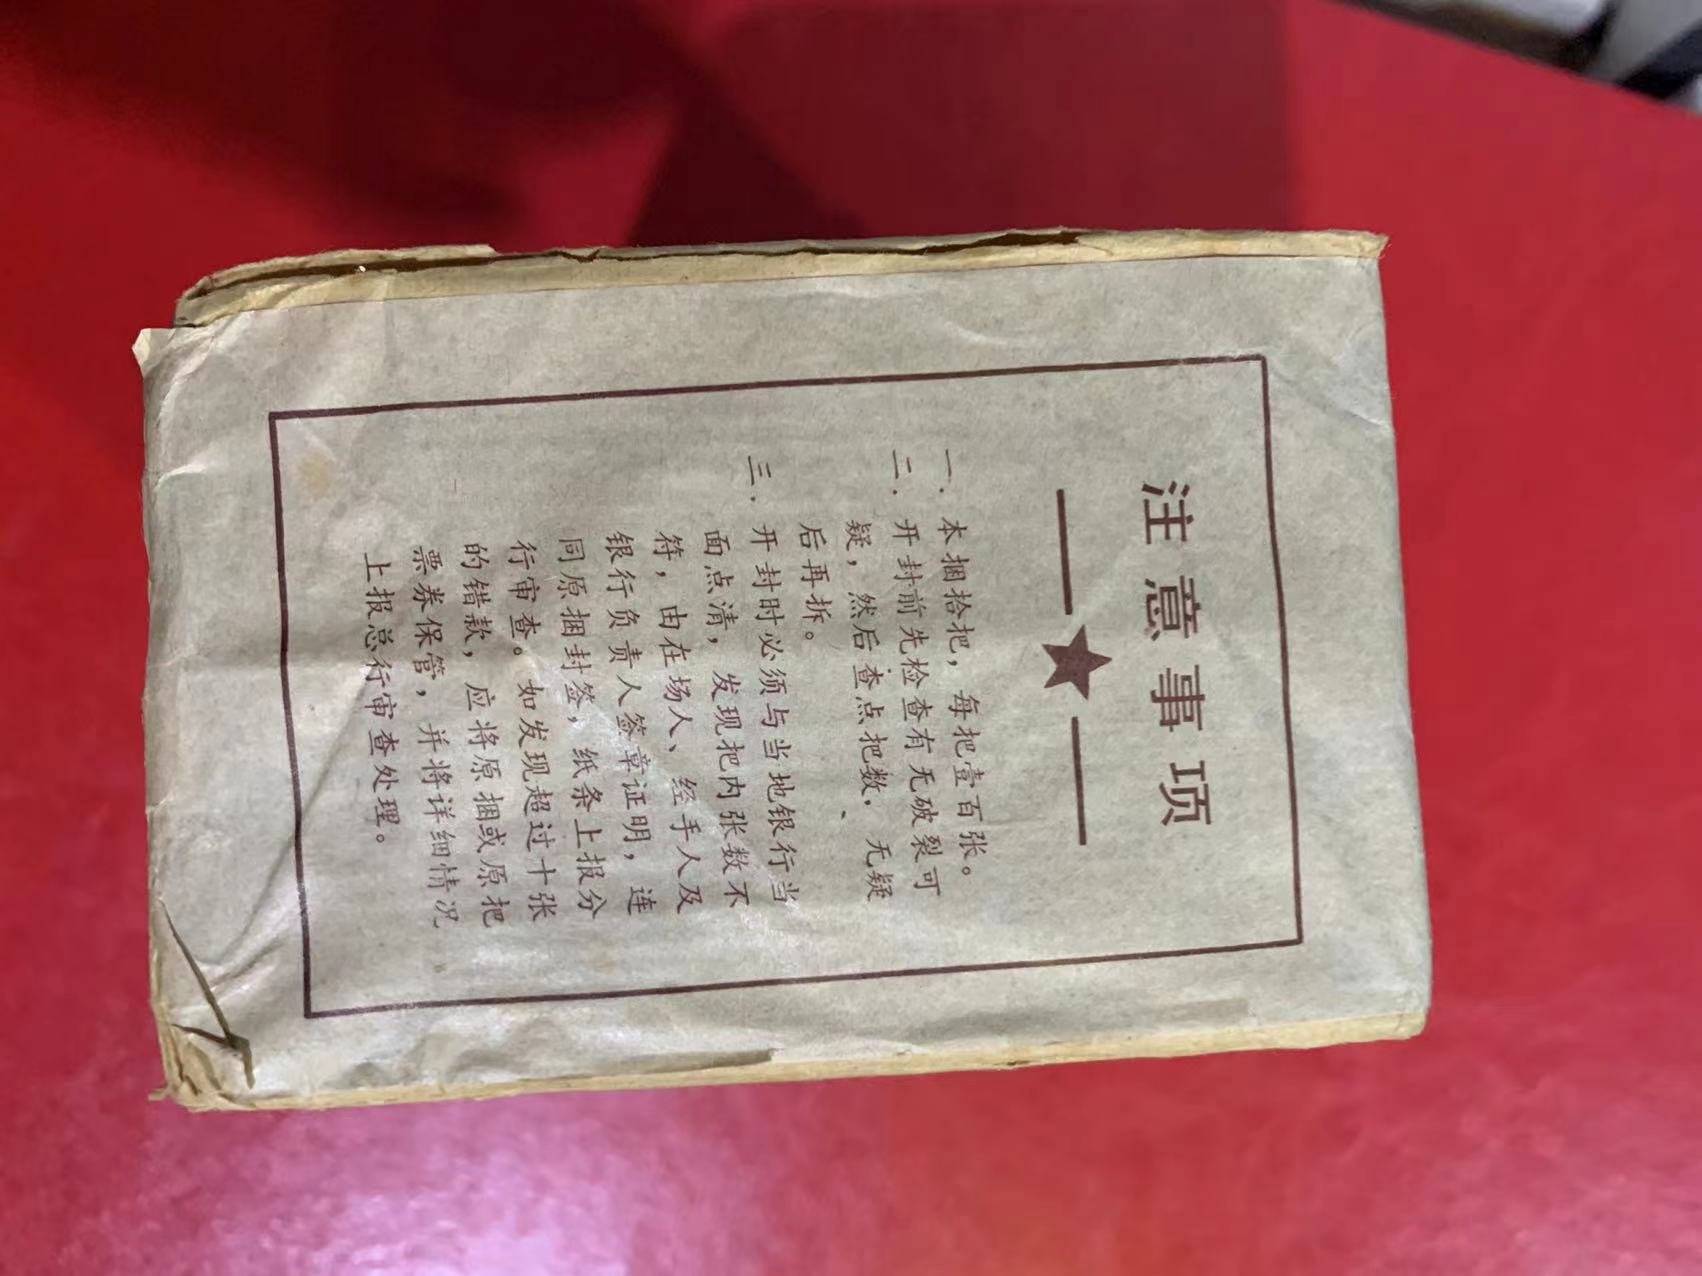 注意事项
一. 本捆拾把，每把壹百张。
二. 开封前先检查有无破裂可
疑，然后查点把数，无疑
后再拆。
三. 开封时必须与当地银行当
面点清，发现把内张数不
符，由在场人、经手人及
银行负责人签章证明，连
同原捆封签，纸条上报分
行审查。如发现超过十张
的错款，应将原捆或原把
票券保管，并将详细情况
上报总行审查处理。